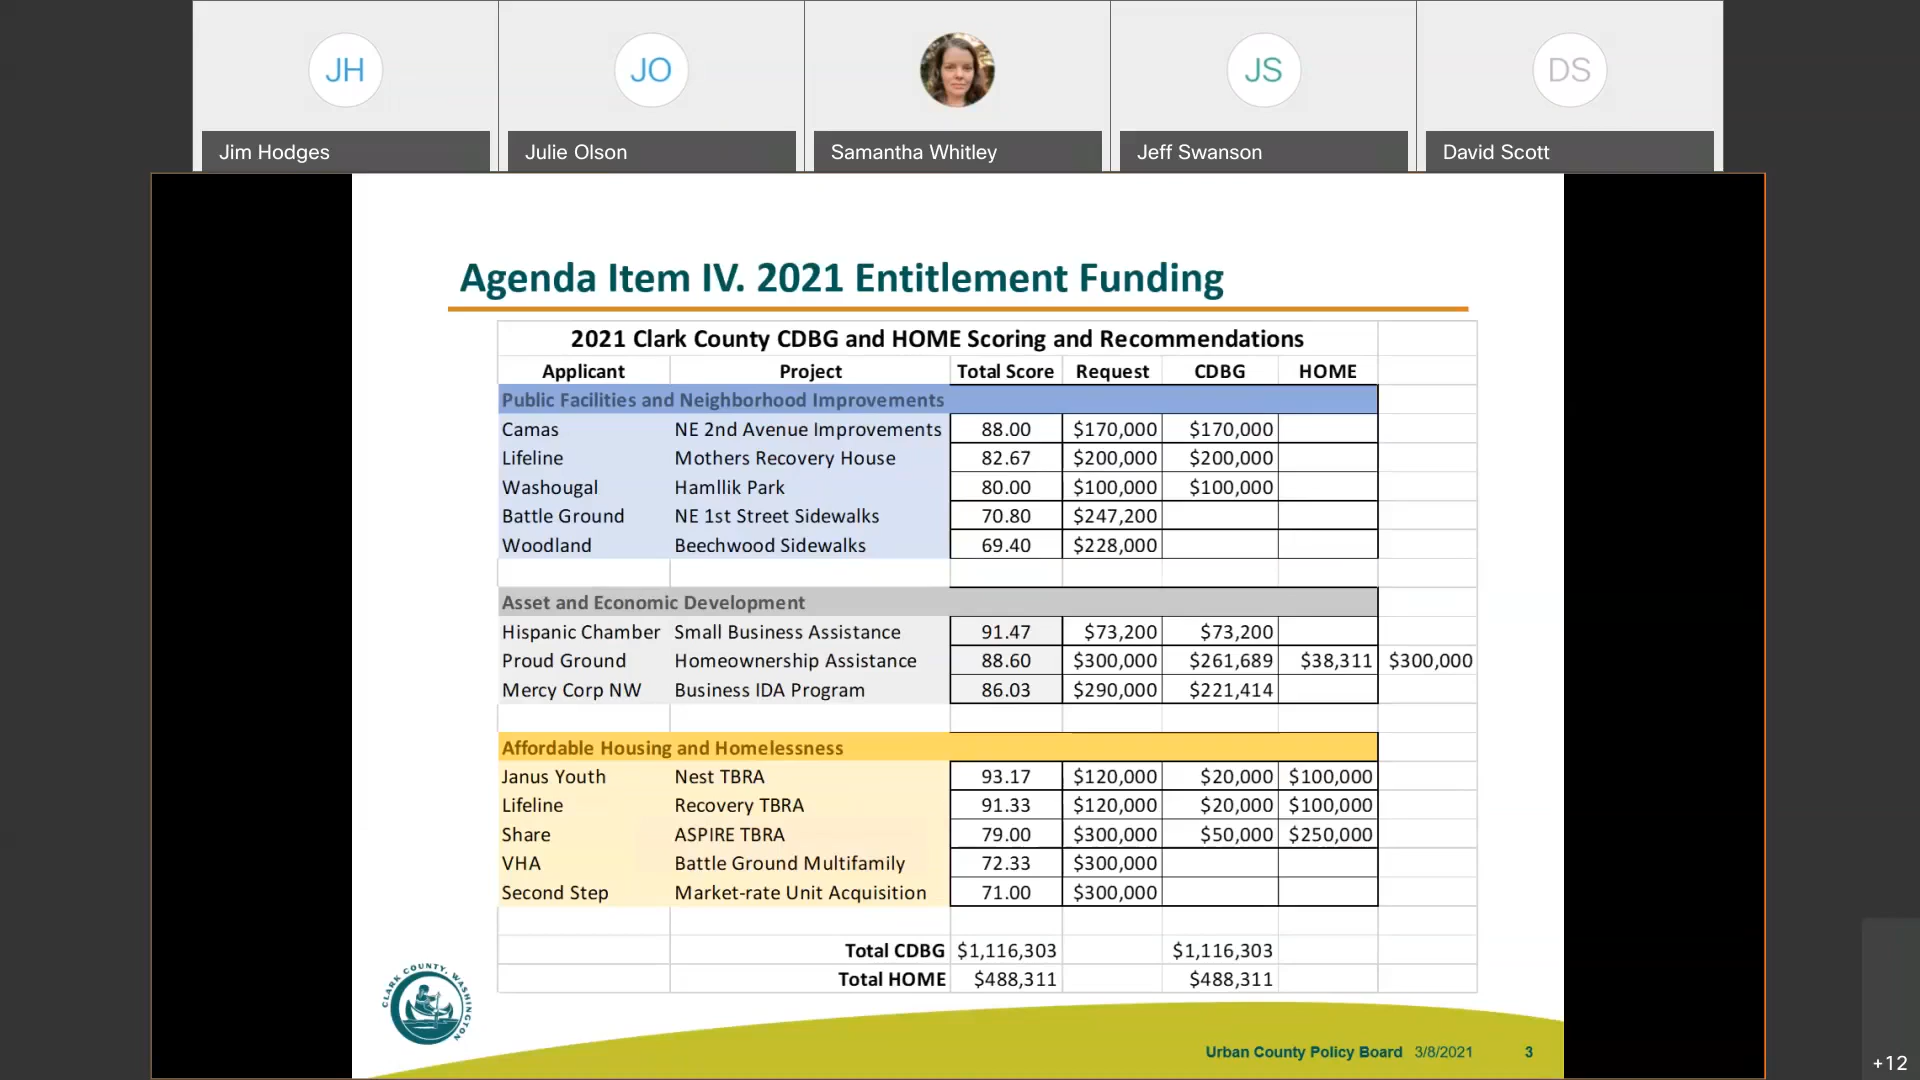 JH JO JS DS
Jim Hodges Julie Olson Samantha Whitley Jeff Swanson David Scott
Agenda Item IV. 2021 Entitlement Funding
2021 Clark County CDBG and HOME Scoring and Recommendations
Applicant Project Total Score Request CDBG HOME
Public Facilities and Neighborhood Improvements
Camas NE 2nd Avenue Improvements 88.00 $170,000 $170,000
Lifeline Mothers Recovery House 82.67 $200,000 $200,000
Washougal Hamllik Park 80.00 $100,000 $100,000
Battle Ground NE 1st Street Sidewalks 70.80 $247,200
Woodland Beechwood Sidewalks 69.40 $228,000
Asset and Economic Development
Hispanic Chamber Small Business Assistance 91.47 $73,200 $73,200
Proud Ground Homeownership Assistance 88.60 $300,000 $261,689 $38,311 $300,000
Mercy Corp NW Business IDA Program 86.03 $290,000 $221,414
Affordable Housing and Homelessness
Janus Youth Nest TBRA 93.17 $120,000 $20,000 $100,000
Lifeline Recovery TBRA 91.33 $120,000 $20,000 $100,000
Share ASPIRE TBRA 79.00 $300,000 $50,000 $250,000
VHA Battle Ground Multifamily 72.33 $300,000
Second Step Market-rate Unit Acquisition 71.00 $300,000
Total CDBG $1,116,303 $1,116,303
Total HOME $488,311 $488,311
CLARK COUNTY, WASHINGTON
Urban County Policy Board 3/8/2021 3
+12